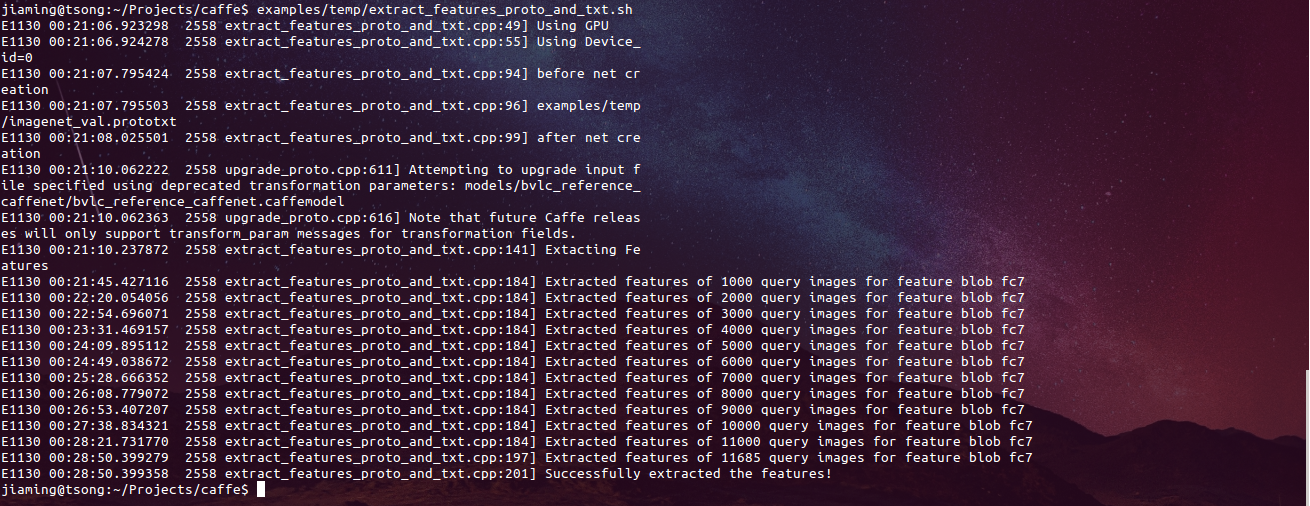 jiaming@tsong:~/Projects/caffe$ examples/temp/extract_features_proto_and_txt.sh
E1130 00:21:06.923298  2558 extract_features_proto_and_txt.cpp:49] Using GPU
E1130 00:21:06.924278  2558 extract_features_proto_and_txt.cpp:55] Using Device_
id=0
E1130 00:21:07.795424  2558 extract_features_proto_and_txt.cpp:94] before net cr
eation
E1130 00:21:07.795503  2558 extract_features_proto_and_txt.cpp:96] examples/temp
/imagenet_val.prototxt
E1130 00:21:08.025501  2558 extract_features_proto_and_txt.cpp:99] after net cre
ation
E1130 00:21:10.062222  2558 upgrade_proto.cpp:611] Attempting to upgrade input f
ile specified using deprecated transformation parameters: models/bvlc_reference_
caffenet/bvlc_reference_caffenet.caffemodel
E1130 00:21:10.062363  2558 upgrade_proto.cpp:616] Note that future Caffe releas
es will only support transform_param messages for transformation fields.
E1130 00:21:10.237872  2558 extract_features_proto_and_txt.cpp:141] Extacting Fe
atures
E1130 00:21:45.427116  2558 extract_features_proto_and_txt.cpp:184] Extracted features of 1000 query images for feature blob fc7
E1130 00:22:20.054056  2558 extract_features_proto_and_txt.cpp:184] Extracted features of 2000 query images for feature blob fc7
E1130 00:22:54.696071  2558 extract_features_proto_and_txt.cpp:184] Extracted features of 3000 query images for feature blob fc7
E1130 00:23:31.469157  2558 extract_features_proto_and_txt.cpp:184] Extracted features of 4000 query images for feature blob fc7
E1130 00:24:09.895112  2558 extract_features_proto_and_txt.cpp:184] Extracted features of 5000 query images for feature blob fc7
E1130 00:24:49.038672  2558 extract_features_proto_and_txt.cpp:184] Extracted features of 6000 query images for feature blob fc7
E1130 00:25:28.666352  2558 extract_features_proto_and_txt.cpp:184] Extracted features of 7000 query images for feature blob fc7
E1130 00:26:08.779072  2558 extract_features_proto_and_txt.cpp:184] Extracted features of 8000 query images for feature blob fc7
E1130 00:26:53.407207  2558 extract_features_proto_and_txt.cpp:184] Extracted features of 9000 query images for feature blob fc7
E1130 00:27:38.834321  2558 extract_features_proto_and_txt.cpp:184] Extracted features of 10000 query images for feature blob fc7
E1130 00:28:21.731770  2558 extract_features_proto_and_txt.cpp:184] Extracted features of 11000 query images for feature blob fc7
E1130 00:28:50.399279  2558 extract_features_proto_and_txt.cpp:197] Extracted features of 11685 query images for feature blob fc7
E1130 00:28:50.399358  2558 extract_features_proto_and_txt.cpp:201] Successfully extracted the features!
jiaming@tsong:~/Projects/caffe$